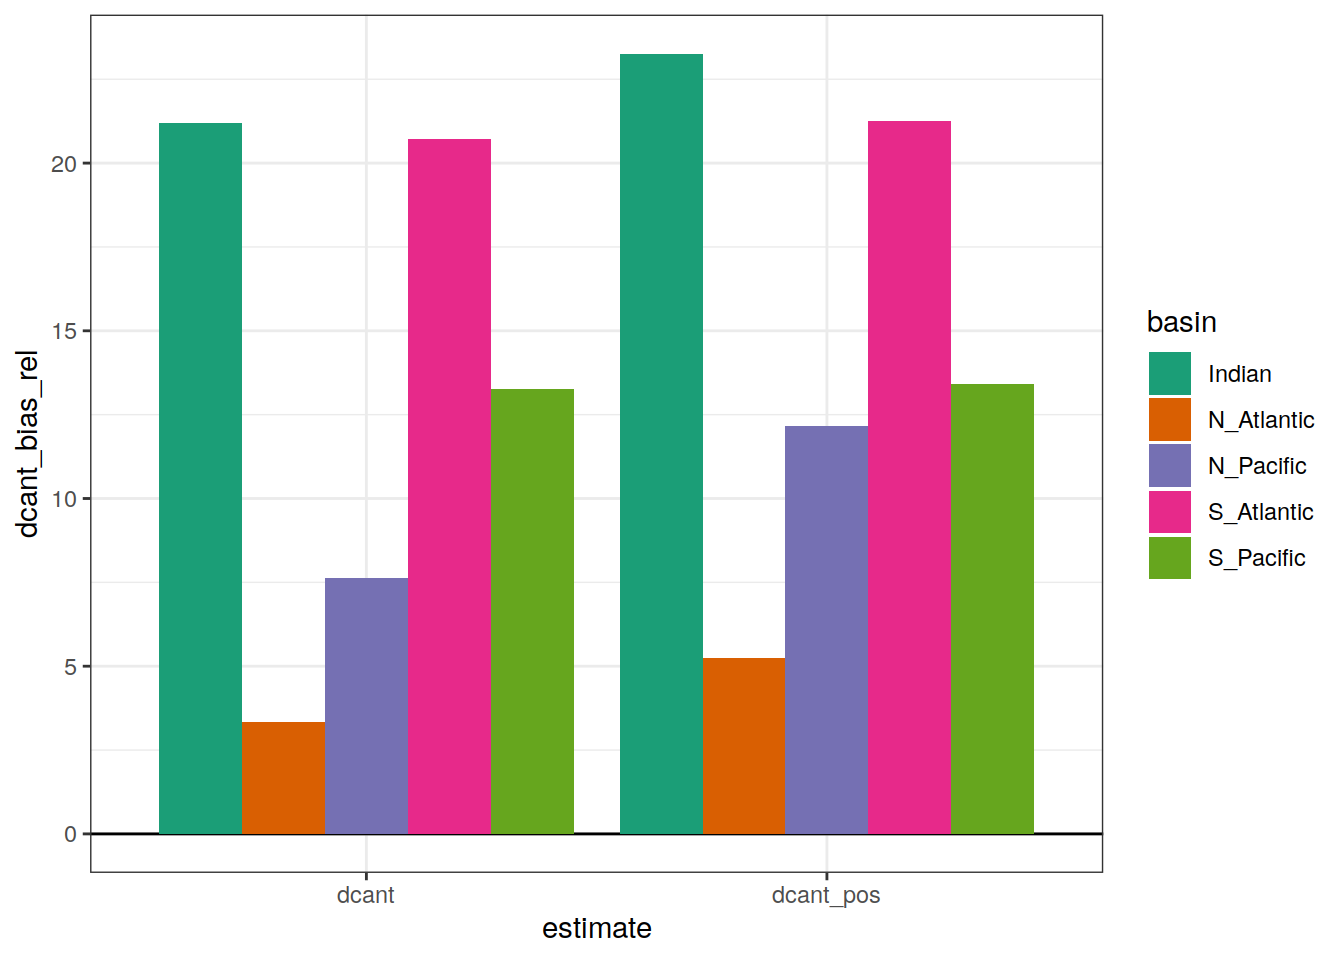 dcant_bias_rel
20
15
10
5
0
dcant
dcant_pos
estimate
basin
Indian
N_Atlantic
N_Pacific
S_Atlantic
S_Pacific